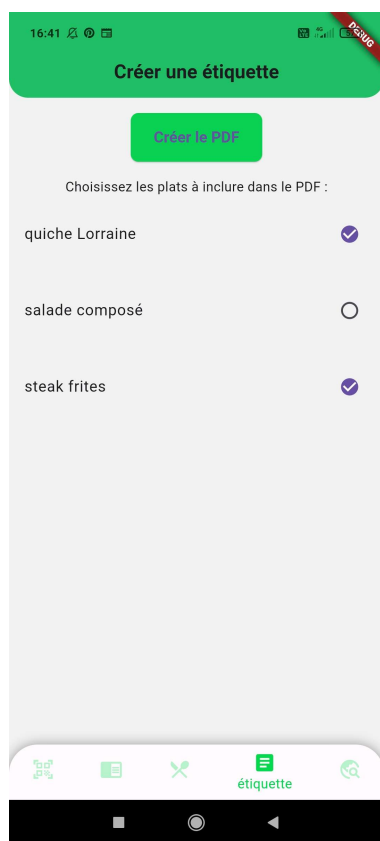 16:41
DEBUG
Créer une étiquette
Créer le PDF
Choisissez les plats à inclure dans le PDF :
quiche Lorraine
salade composé
steak frites
étiquette